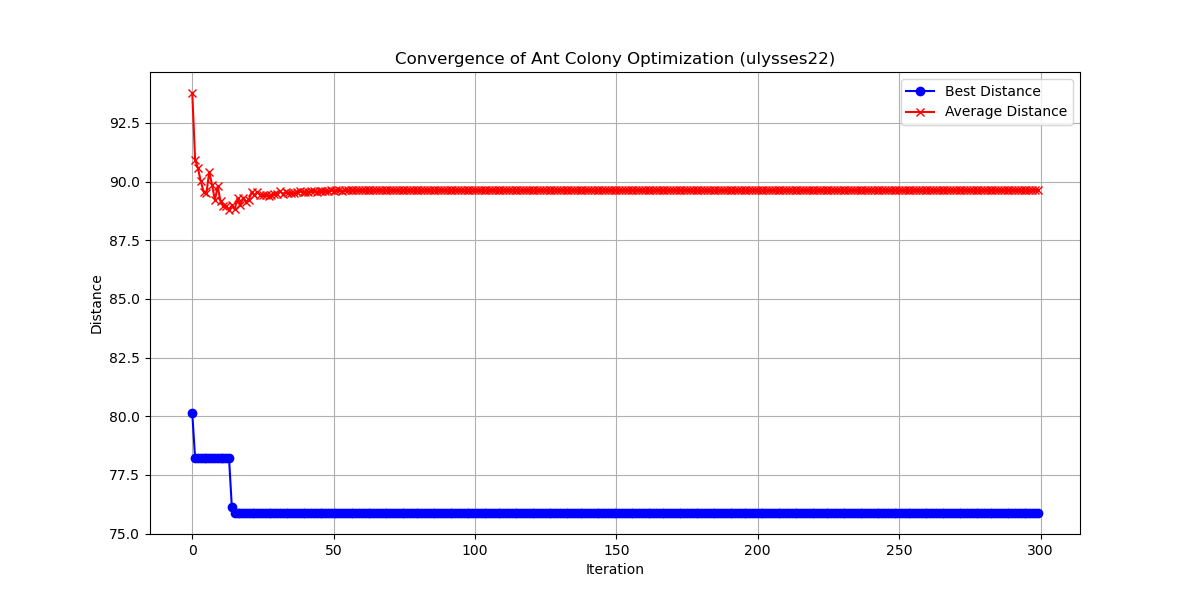 Convergence of Ant Colony Optimization (ulysses22)
Best Distance
Average Distance
92.5
90.0
87.5
85.0
82.5
80.0
77.5
75.0
Distance
0 50 100 150 200 250 300
Iteration